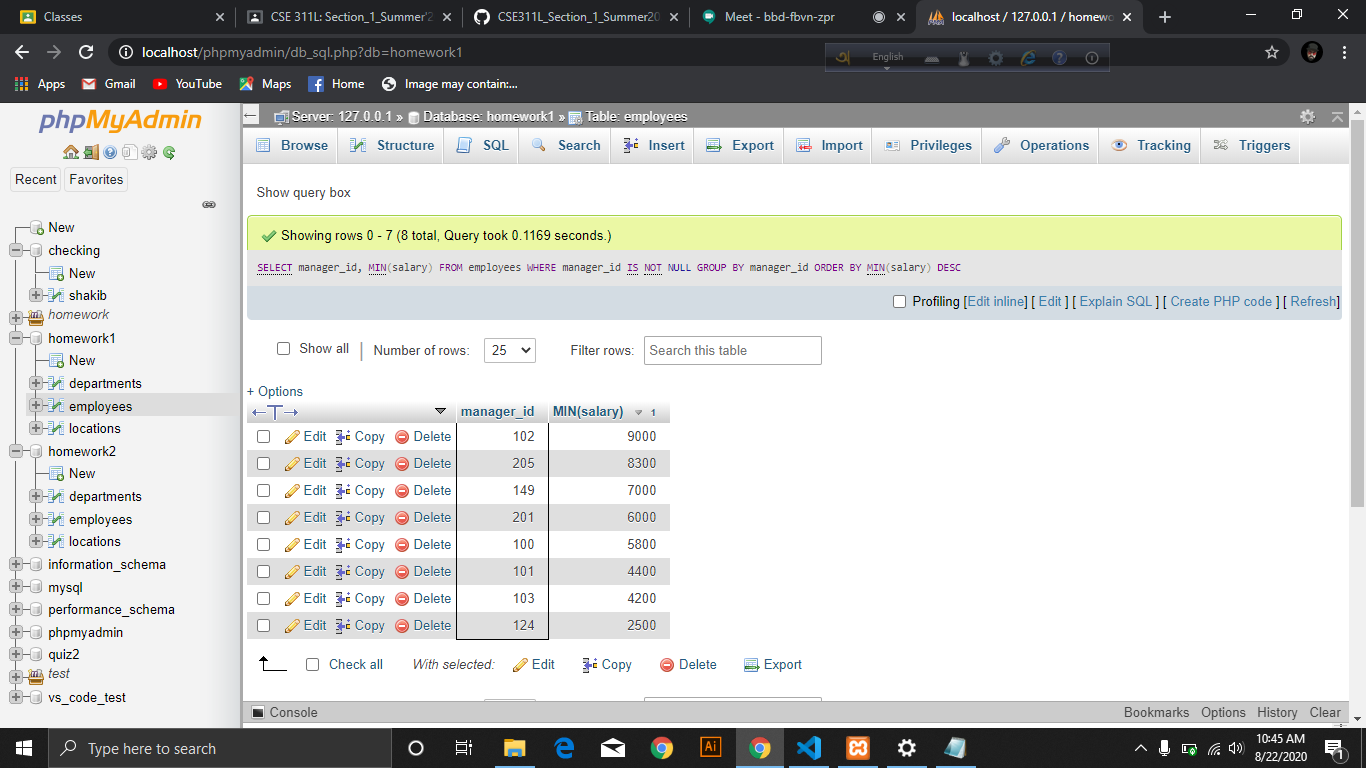 Classes
CSE 311L: Section_1_Summer'2
CSE311L_Section_1_Summer20
Meet - bbd-fbvn-zpr
localhost / 127.0.0.1 / homewo
localhost/phpmyadmin/db_sql.php?db=homework1
English
Apps
Gmail
YouTube
Maps
Home
Image may contain:...
phpMyAdmin
Recent
Favorites
New
checking
New
shakib
homework
homework1
New
departments
employees
locations
homework2
New
departments
employees
locations
information_schema
mysql
performance_schema
phpmyadmin
quiz2
test
vs_code_test
Server: 127.0.0.1 » Database: homework1 » Table: employees
Browse Structure SQL Search Insert Export Import Privileges Operations Tracking Triggers
Show query box
Showing rows 0 - 7 (8 total, Query took 0.1169 seconds.)
SELECT manager_id, MIN(salary) FROM employees WHERE manager_id IS NOT NULL GROUP BY manager_id ORDER BY MIN(salary) DESC
Profiling [Edit inline] [ Edit ] [ Explain SQL ] [ Create PHP code ] [ Refresh]
Show all | Number of rows: 25 Filter rows: Search this table
+ Options
←T→ manager_id MIN(salary) 1
Edit Copy Delete 102 9000
Edit Copy Delete 205 8300
Edit Copy Delete 149 7000
Edit Copy Delete 201 6000
Edit Copy Delete 100 5800
Edit Copy Delete 101 4400
Edit Copy Delete 103 4200
Edit Copy Delete 124 2500
Check all With selected: Edit Copy Delete Export
Console Bookmarks Options History Clear
Type here to search
Ai
10:45 AM
8/22/2020
1